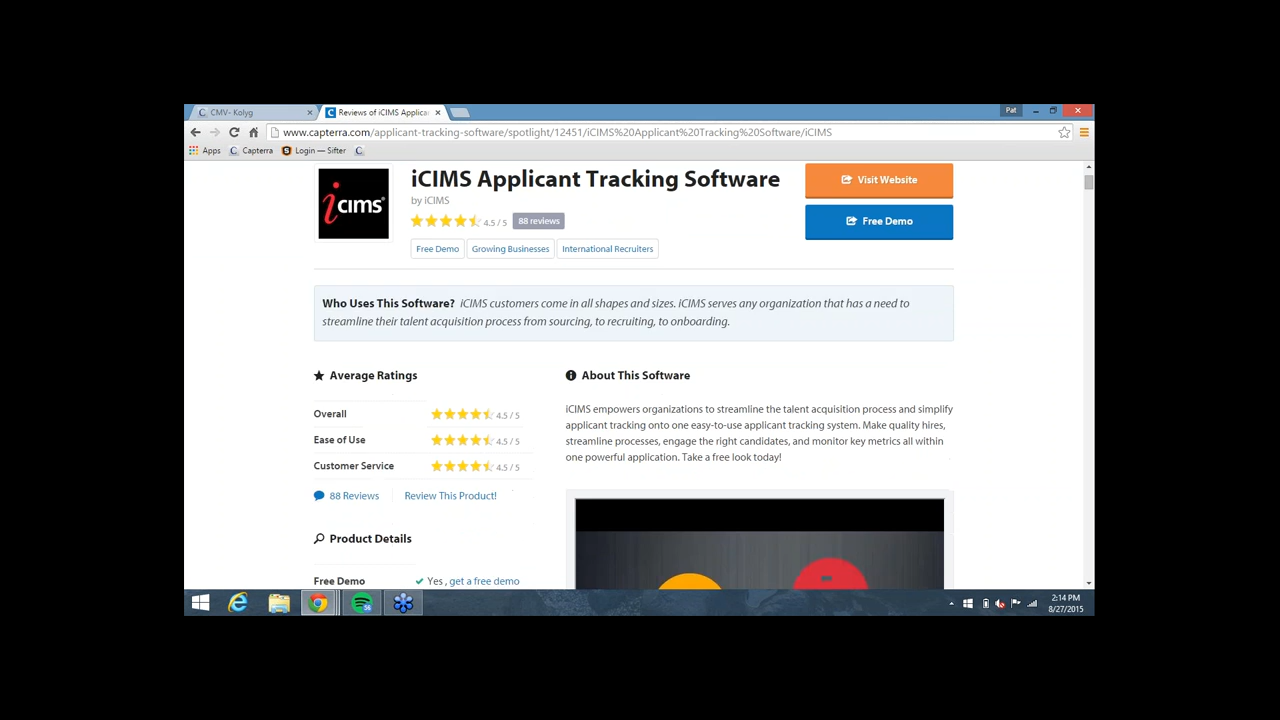 CMV- Kolyg
Reviews of iCIMS Applica
Pat
www.capterra.com/applicant-tracking-software/spotlight/12451/iCIMS%20Applicant%20Tracking%20Software/iCIMS
Apps Capterra Login — Sifter
iCIMS Applicant Tracking Software
by iCIMS
4.5 / 5 88 reviews
Free Demo Growing Businesses International Recruiters
icims
Visit Website
Free Demo
Who Uses This Software? iCIMS customers come in all shapes and sizes. iCIMS serves any organization that has a need to
streamline their talent acquisition process from sourcing, to recruiting, to onboarding.
Average Ratings
Overall 4.5 / 5
Ease of Use 4.5 / 5
Customer Service 4.5 / 5
88 Reviews Review This Product!
Product Details
Free Demo Yes , get a free demo
About This Software
iCIMS empowers organizations to streamline the talent acquisition process and simplify
applicant tracking onto one easy-to-use applicant tracking system. Make quality hires,
streamline processes, engage the right candidates, and monitor key metrics all within
one powerful application. Take a free look today!
2:14 PM
8/27/2015